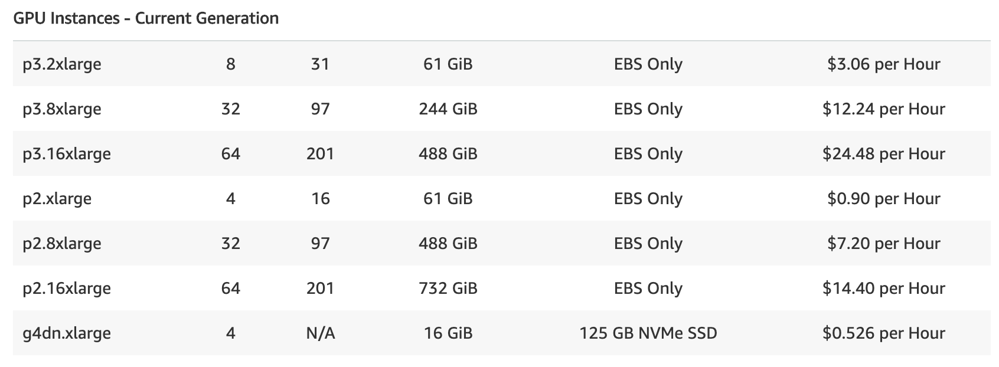 GPU Instances - Current Generation
p3.2xlarge 8 31 61 GiB EBS Only $3.06 per Hour
p3.8xlarge 32 97 244 GiB EBS Only $12.24 per Hour
p3.16xlarge 64 201 488 GiB EBS Only $24.48 per Hour
p2.xlarge 4 16 61 GiB EBS Only $0.90 per Hour
p2.8xlarge 32 97 488 GiB EBS Only $7.20 per Hour
p2.16xlarge 64 201 732 GiB EBS Only $14.40 per Hour
g4dn.xlarge 4 N/A 16 GiB 125 GB NVMe SSD $0.526 per Hour